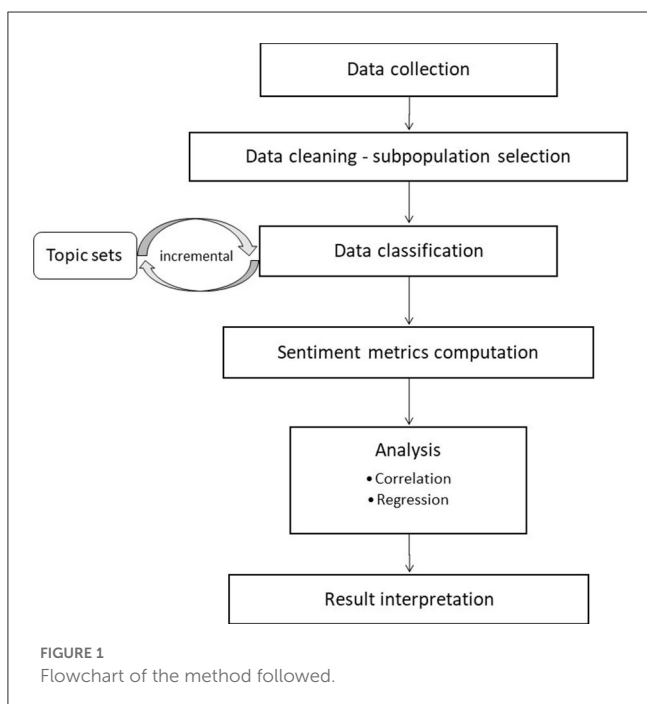 Data collection
Data cleaning - subpopulation selection
Topic sets
incremental
Data classification
Sentiment metrics computation
Analysis
• Correlation
• Regression
Result interpretation
FIGURE 1
Flowchart of the method followed.